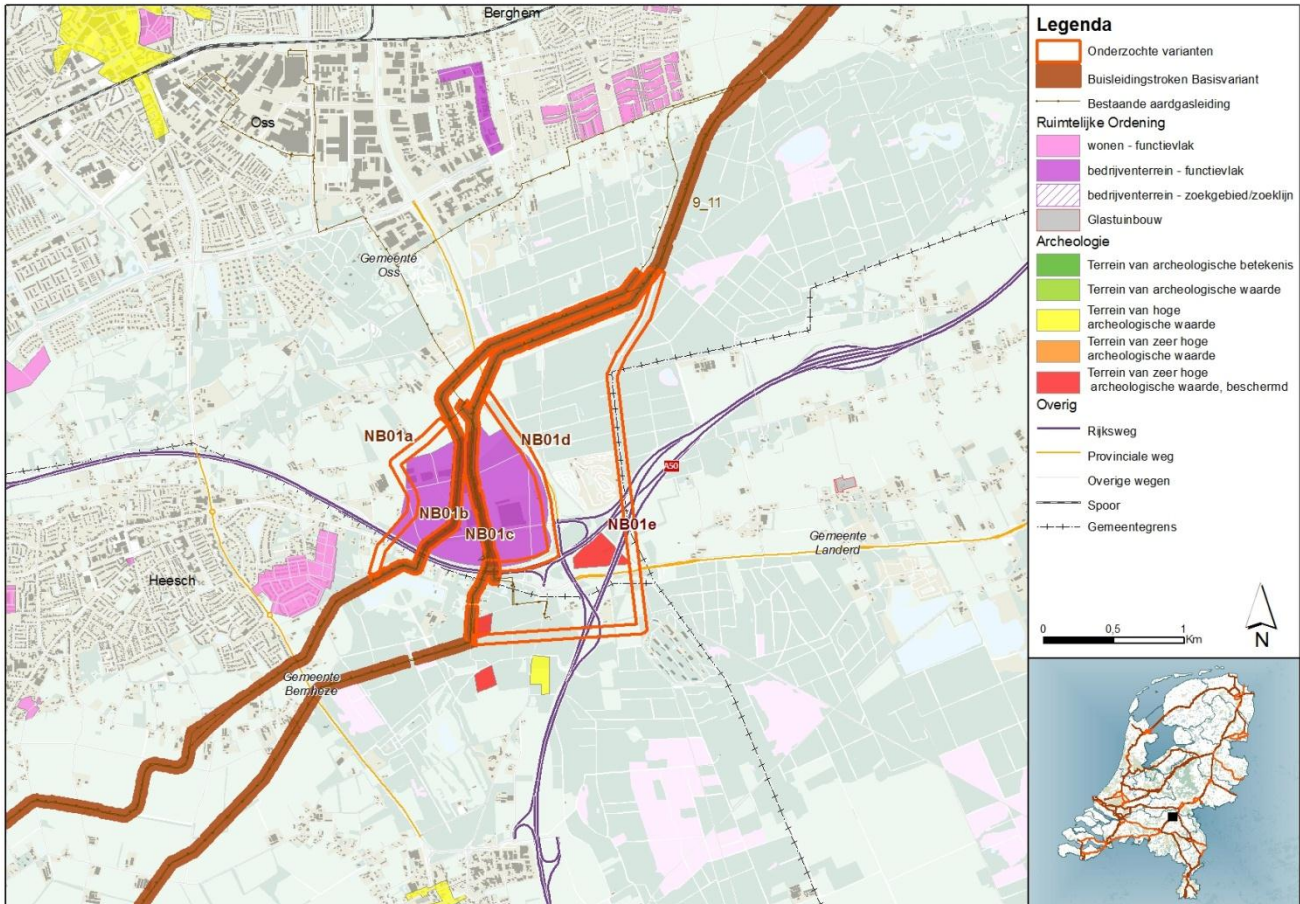 Berghem
Oss
9_11
Gemeente
Oss
NB01a
NB01d
A50
NB01b
NB01e
NB01c
Gemeente
Landerd
Heesch
Gemeente
Bernheze
Legenda
Onderzochte varianten
Buisleidingstroken Basisvariant
Bestaande aardgasleiding
Ruimtelijke Ordening
wonen - functievlak
bedrijventerrein - functievlak
bedrijventerrein - zoekgebied/zoeklijn
Glastuinbouw
Archeologie
Terrein van archeologische betekenis
Terrein van archeologische waarde
Terrein van hoge
archeologische waarde
Terrein van zeer hoge
archeologische waarde
Terrein van zeer hoge
archeologische waarde, beschermd
Overig
Rijksweg
Provinciale weg
Overige wegen
Spoor
Gemeentegrens
0 0,5 1
Km
N